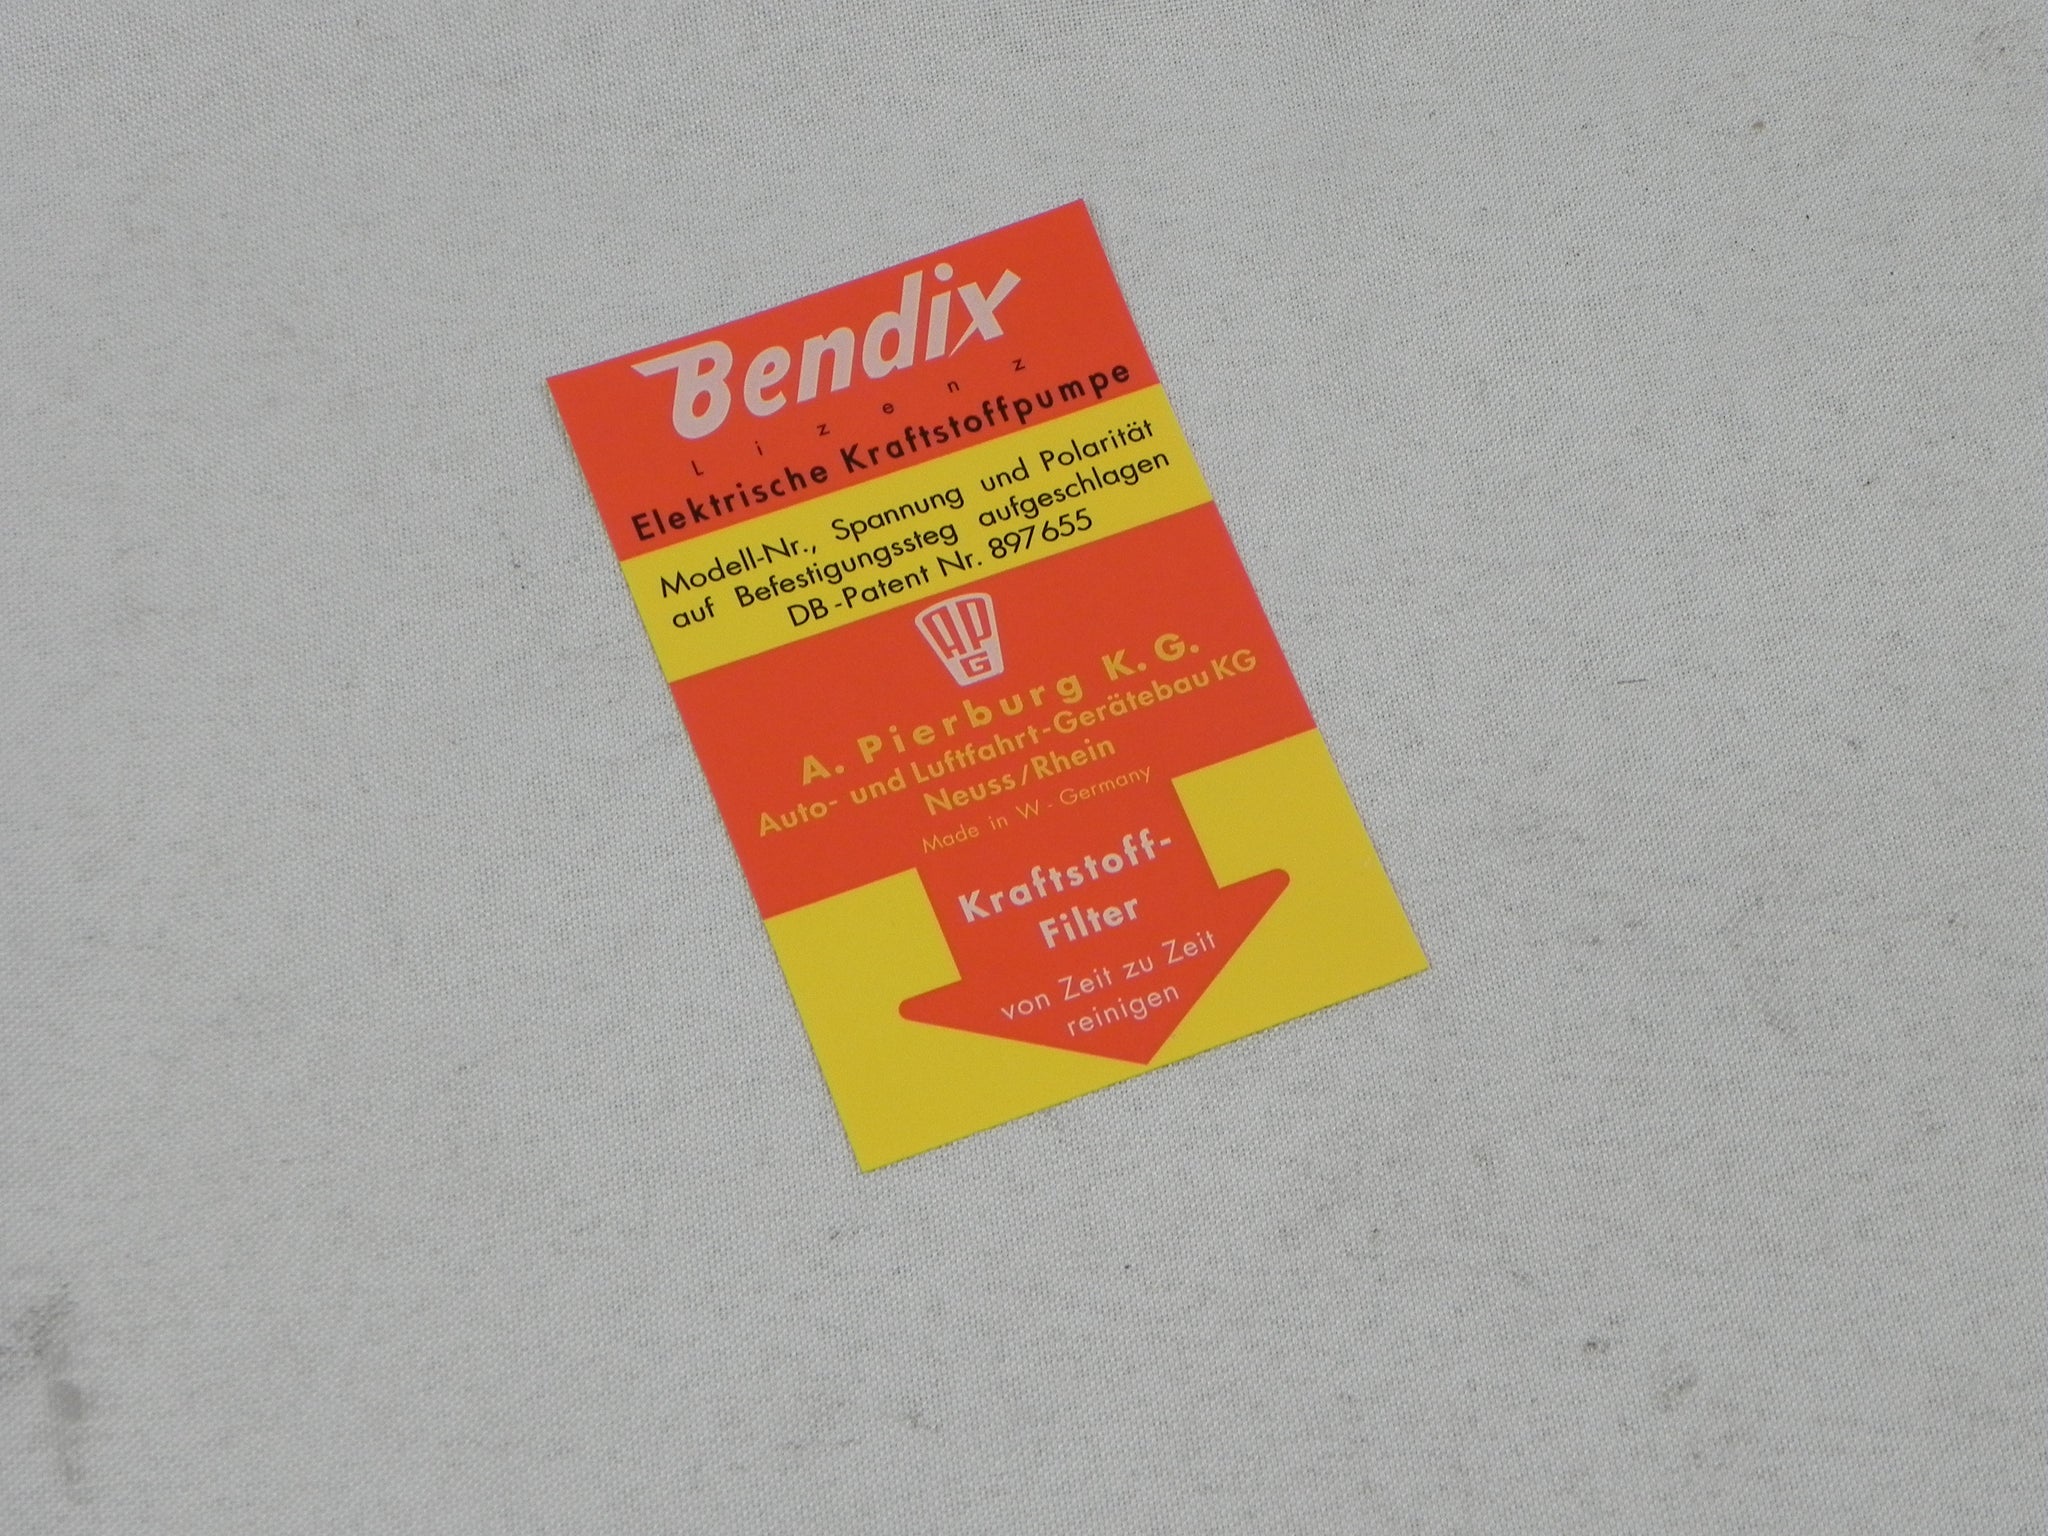 Bendix
Lizenz
Elektrische Kraftstoffpumpe
Modell-Nr., Spannung und Polarität
auf Befestigungssteg aufgeschlagen
DB-Patent Nr. 897655
APG
A. Pierburg K. G.
Auto- und Luftfahrt-Gerätebau KG
Neuss/Rhein
Made in W-Germany
Kraftstoff-
Filter
von Zeit zu Zeit
reinigen